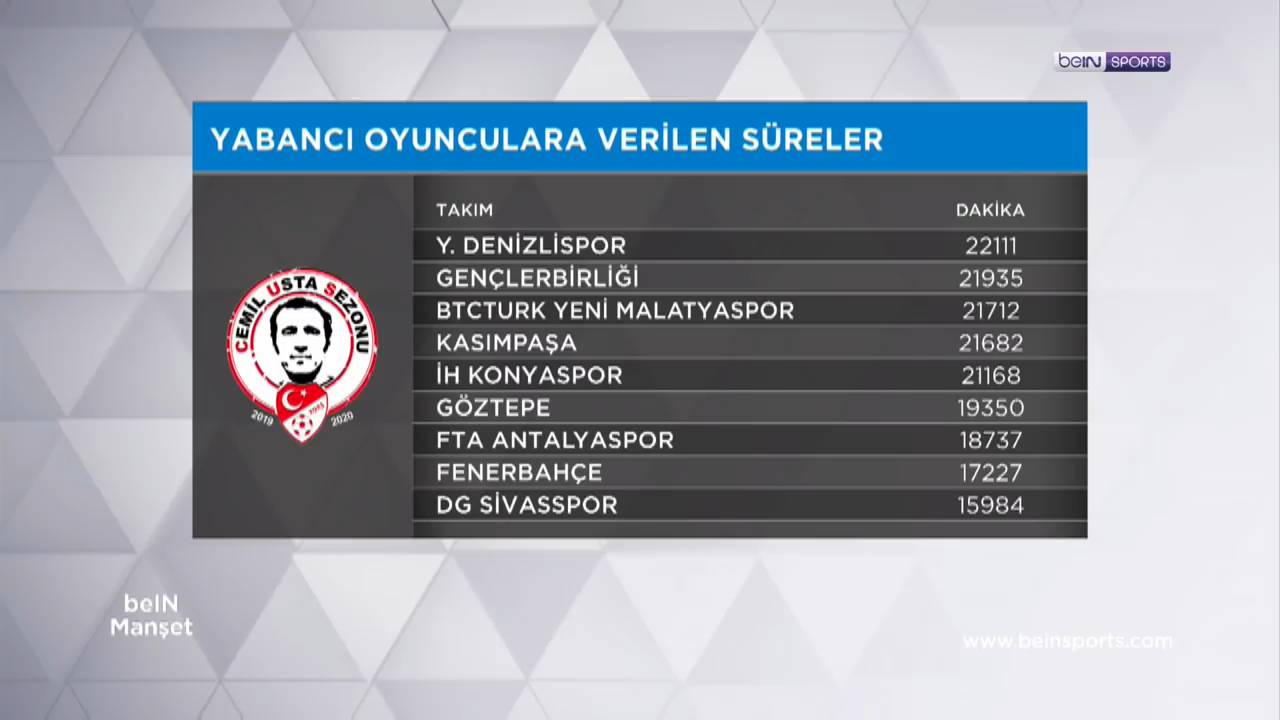 beIN SPORTS
YABANCI OYUNCULARA VERİLEN SÜRELER
TAKIM DAKİKA
Y. DENİZLİSPOR 22111
GENÇLERBİRLİĞİ 21935
BTCTURK YENİ MALATYASPOR 21712
KASIMPAŞA 21682
İH KONYASPOR 21168
GÖZTEPE 19350
FTA ANTALYASPOR 18737
FENERBAHÇE 17227
DG SİVASSPOR 15984
CEMİL USTA SEZONU
1923
2019 2020
beIN
Manşet
www.beinsports.com